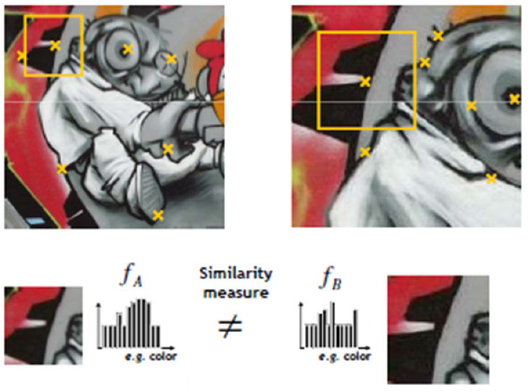 f_A
Similarity
measure
f_B
≠
e.g. color
e.g. color